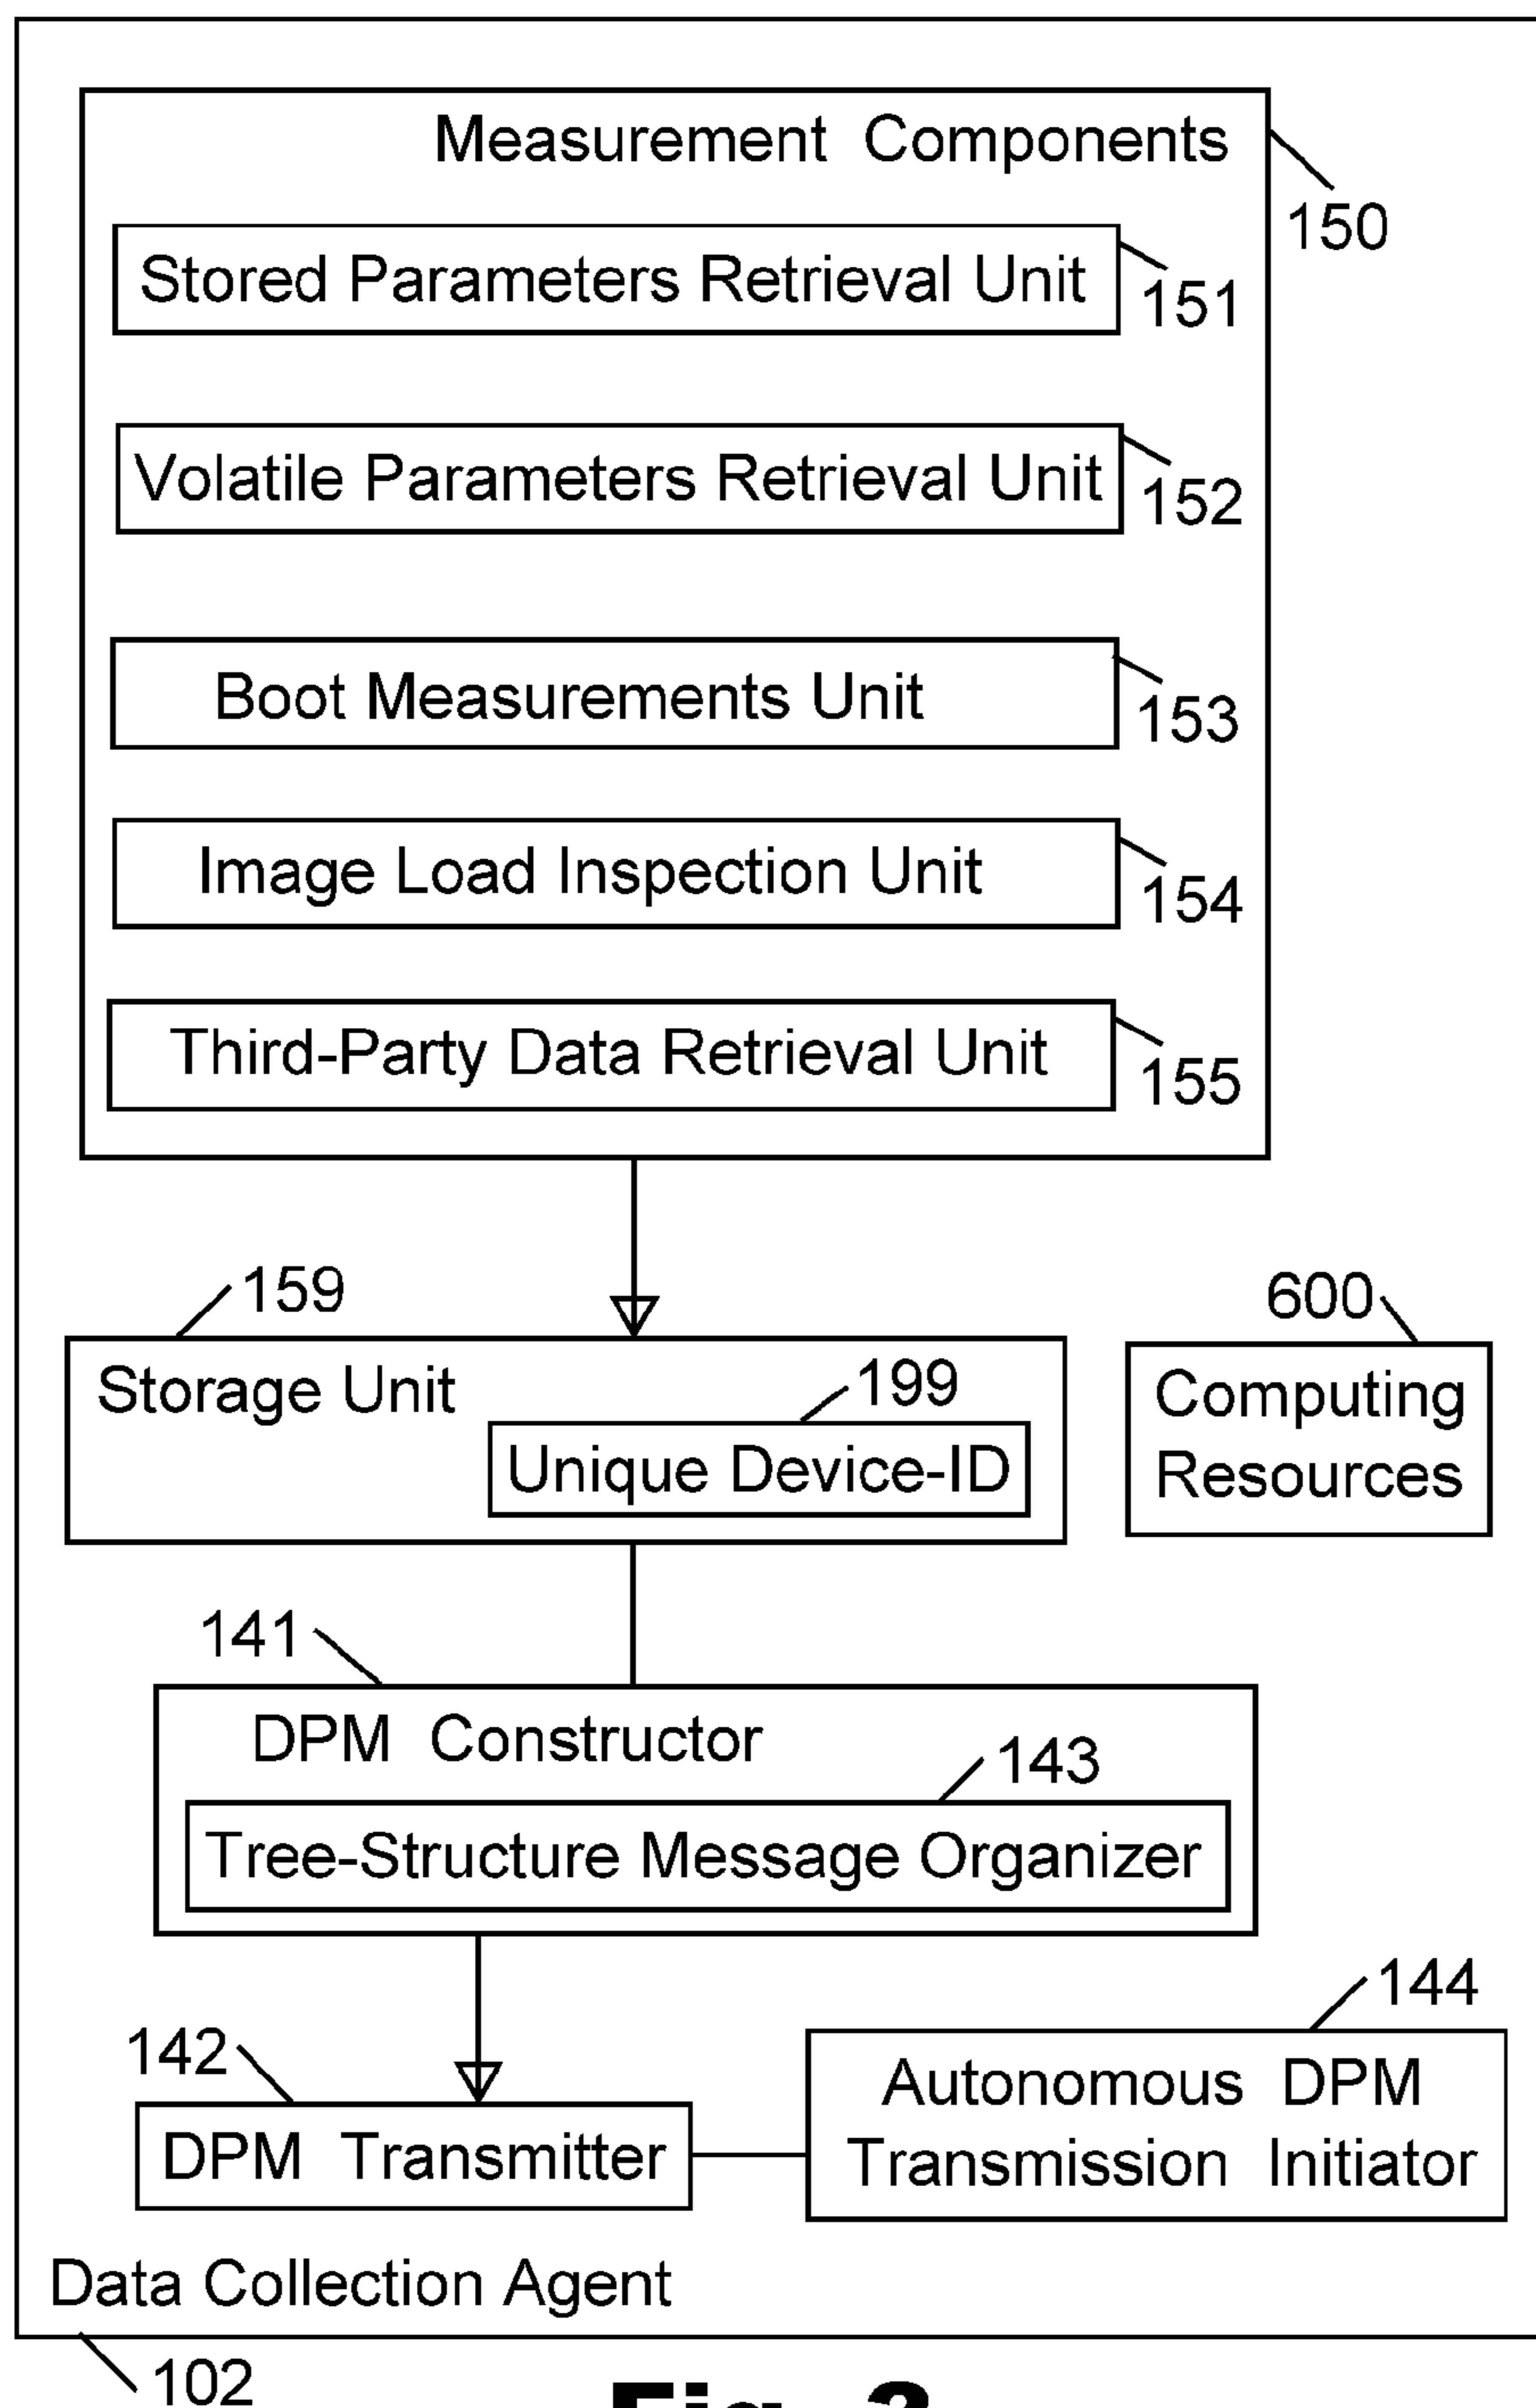 Measurement Components
150
Stored Parameters Retrieval Unit
151
Volatile Parameters Retrieval Unit
152
Boot Measurements Unit
153
Image Load Inspection Unit
154
Third-Party Data Retrieval Unit
155
159
600
Storage Unit
199
Unique Device-ID
Computing
Resources
141
DPM Constructor
143
Tree-Structure Message Organizer
144
142
Autonomous DPM
Transmission Initiator
DPM Transmitter
Data Collection Agent
102